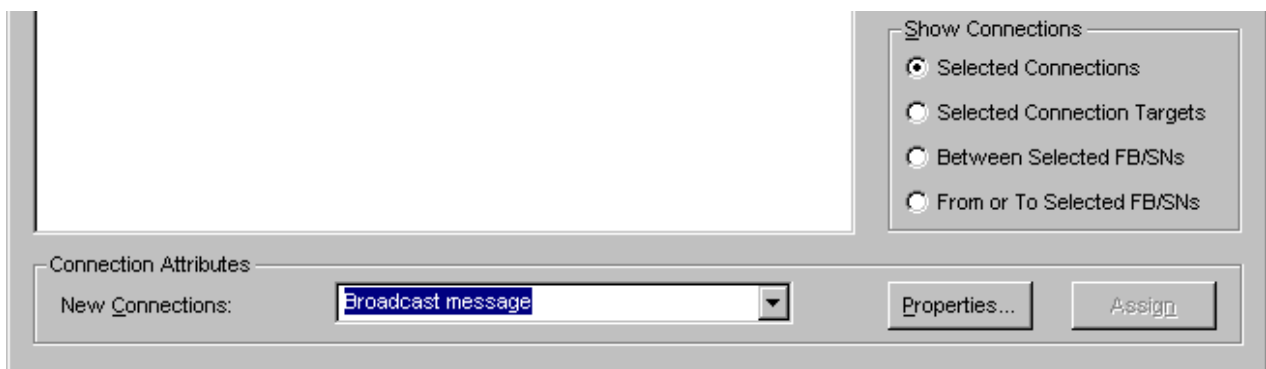 Show Connections
Selected Connections
Selected Connection Targets
Between Selected FB/SNs
From or To Selected FB/SNs
Connection Attributes
New Connections:
Broadcast message
Properties...
Assign